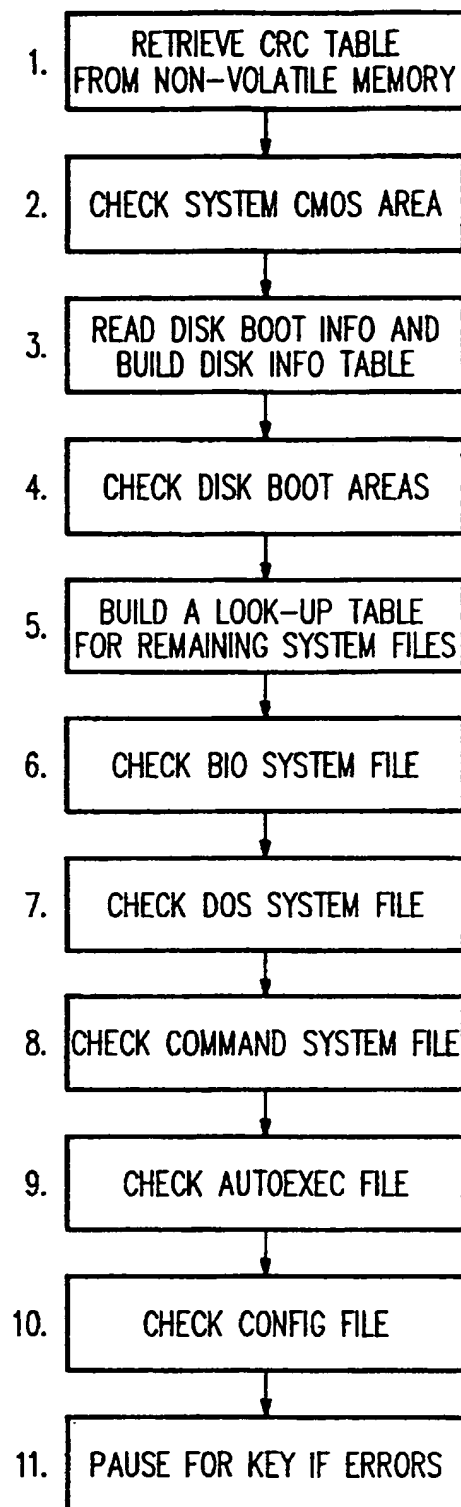 1. RETRIEVE CRC TABLE
FROM NON-VOLATILE MEMORY
2. CHECK SYSTEM CMOS AREA
3. READ DISK BOOT INFO AND
BUILD DISK INFO TABLE
4. CHECK DISK BOOT AREAS
5. BUILD A LOOK-UP TABLE
FOR REMAINING SYSTEM FILES
6. CHECK BIO SYSTEM FILE
7. CHECK DOS SYSTEM FILE
8. CHECK COMMAND SYSTEM FILE
9. CHECK AUTOEXEC FILE
10. CHECK CONFIG FILE
11. PAUSE FOR KEY IF ERRORS